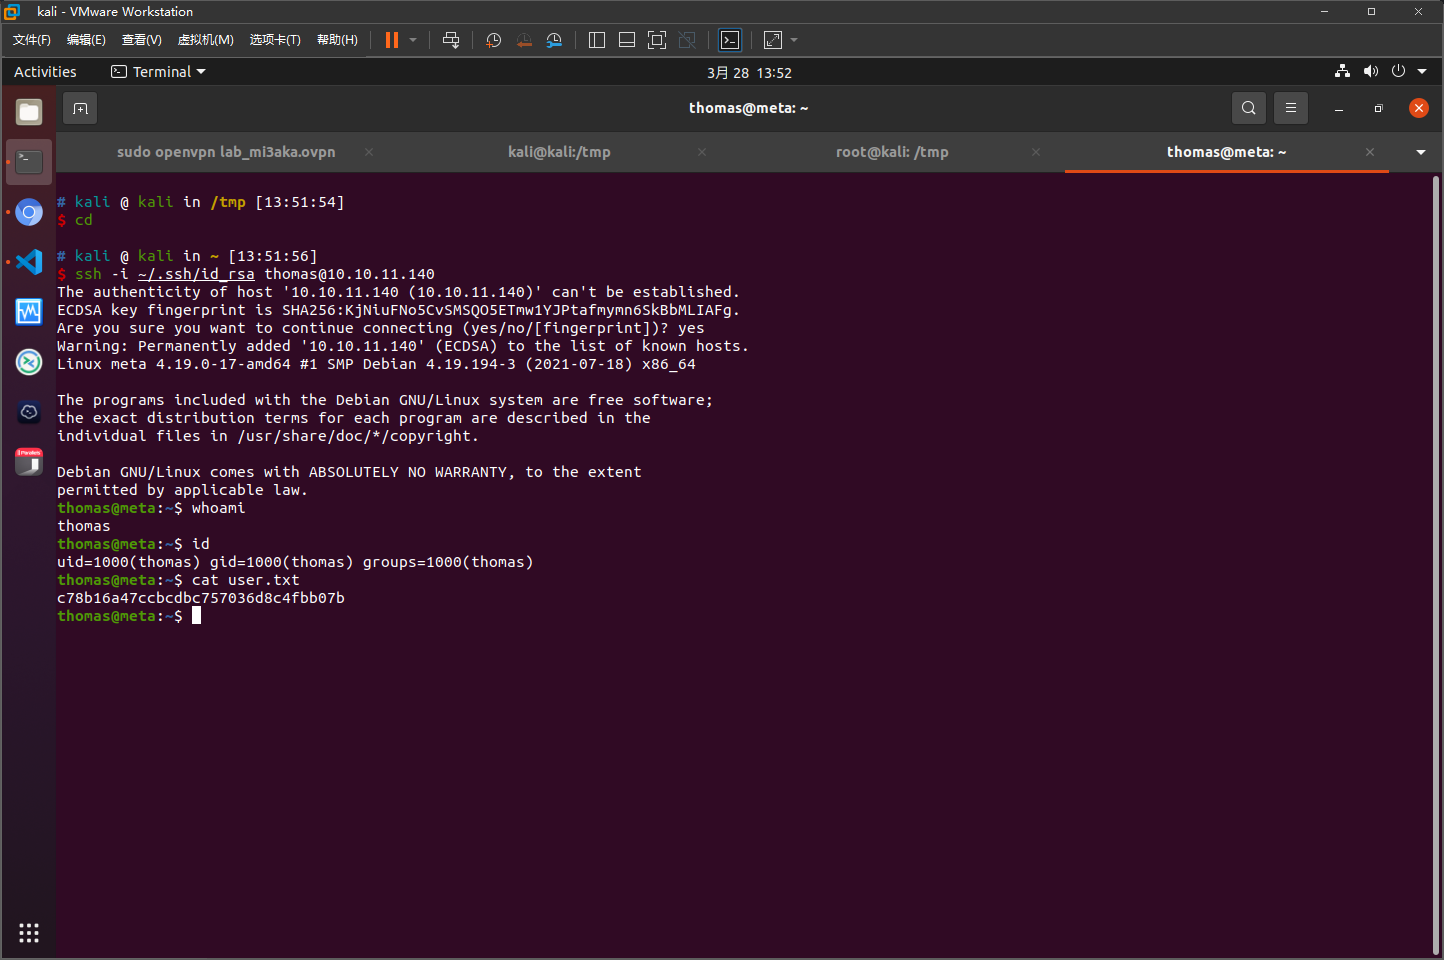 kali - VMware Workstation
文件(F) 编辑(E) 查看(V) 虚拟机(M) 选项卡(T) 帮助(H)
Activities Terminal 3月 28 13:52
thomas@meta: ~
sudo openvpn lab_mi3aka.ovpn kali@kali:/tmp root@kali: /tmp thomas@meta: ~
# kali @ kali in /tmp [13:51:54]
$ cd
# kali @ kali in ~ [13:51:56]
$ ssh -i ~/.ssh/id_rsa thomas@10.10.11.140
The authenticity of host '10.10.11.140 (10.10.11.140)' can't be established.
ECDSA key fingerprint is SHA256:KjNiuFNo5CvSMSQO5ETmw1YJPtafmymn6SkBbMLIAFg.
Are you sure you want to continue connecting (yes/no/[fingerprint])? yes
Warning: Permanently added '10.10.11.140' (ECDSA) to the list of known hosts.
Linux meta 4.19.0-17-amd64 #1 SMP Debian 4.19.194-3 (2021-07-18) x86_64
The programs included with the Debian GNU/Linux system are free software;
the exact distribution terms for each program are described in the
individual files in /usr/share/doc/*/copyright.
Debian GNU/Linux comes with ABSOLUTELY NO WARRANTY, to the extent
permitted by applicable law.
thomas@meta:~$ whoami
thomas
thomas@meta:~$ id
uid=1000(thomas) gid=1000(thomas) groups=1000(thomas)
thomas@meta:~$ cat user.txt
c78b16a47ccbcdbc757036d8c4fbb07b
thomas@meta:~$